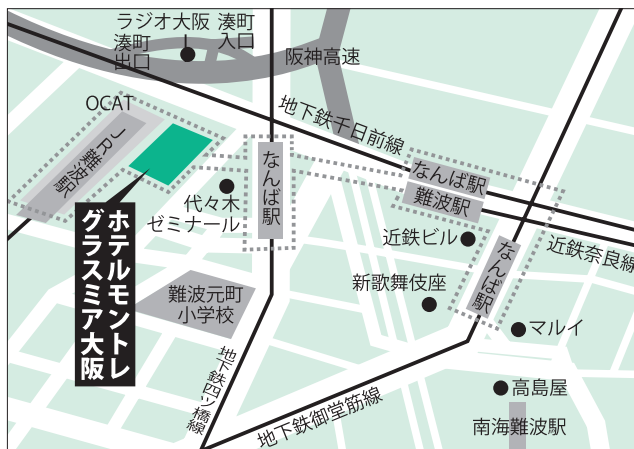 ラジオ大阪
湊町
入口
湊町
出口
阪神高速
OCAT
地下鉄千日前線
JR難波駅
なんば駅
なんば駅
難波駅
代々木
ゼミナール
近鉄ビル
なんば駅
近鉄奈良線
新歌舞伎座
難波元町
小学校
マルイ
ホテルモントレ
グラスミア大阪
地下鉄四ツ橋線
地下鉄御堂筋線
高島屋
南海難波駅